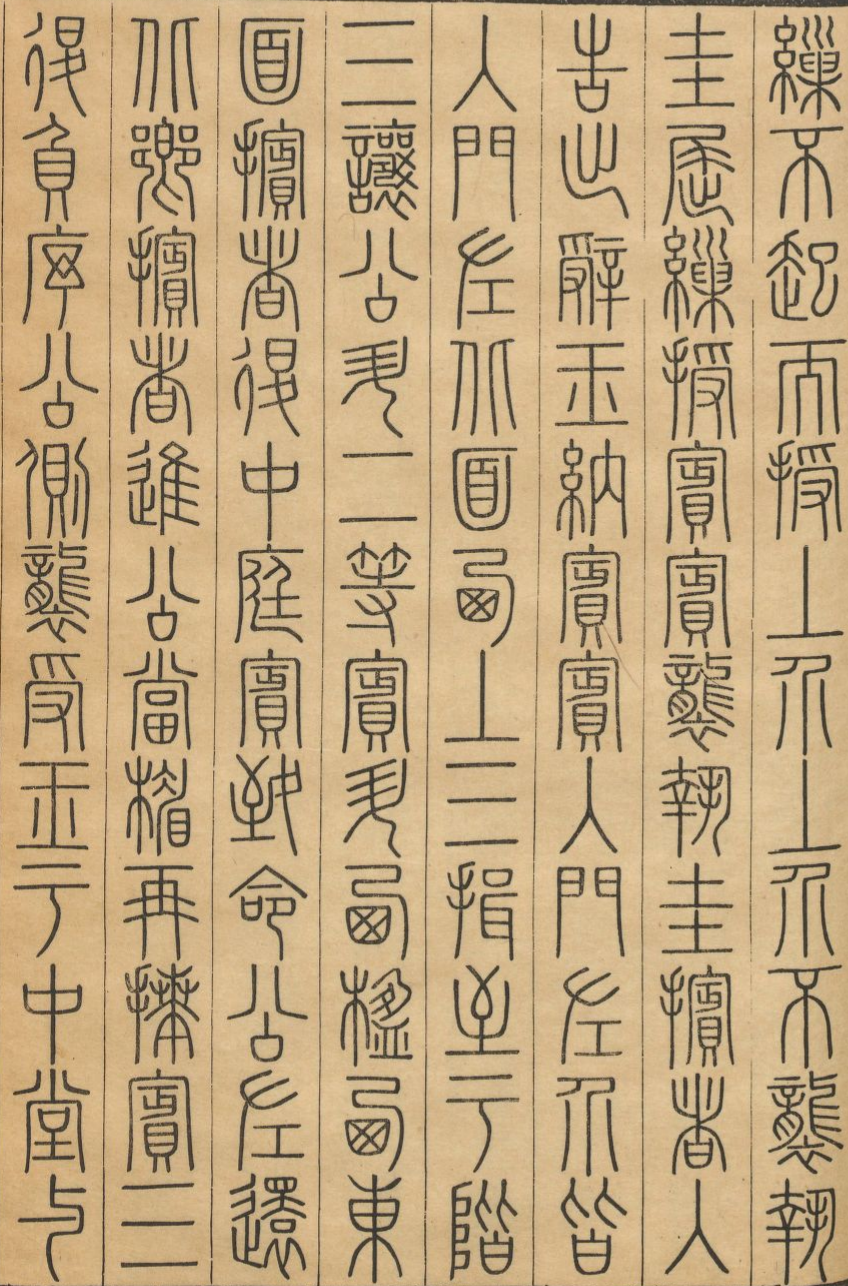 繅不起而授上介上介不襲執
圭屈繅授賓賓襲執圭擯者入
告出辭玉納賓賓入門左介皆
入門左北面西上三揖至于階
三讓公升二等賓升西楹西東
面擯者退中庭賓致命公左還
北鄉擯者進公當楣再拜賓三
退負序公側襲受玉于中堂与